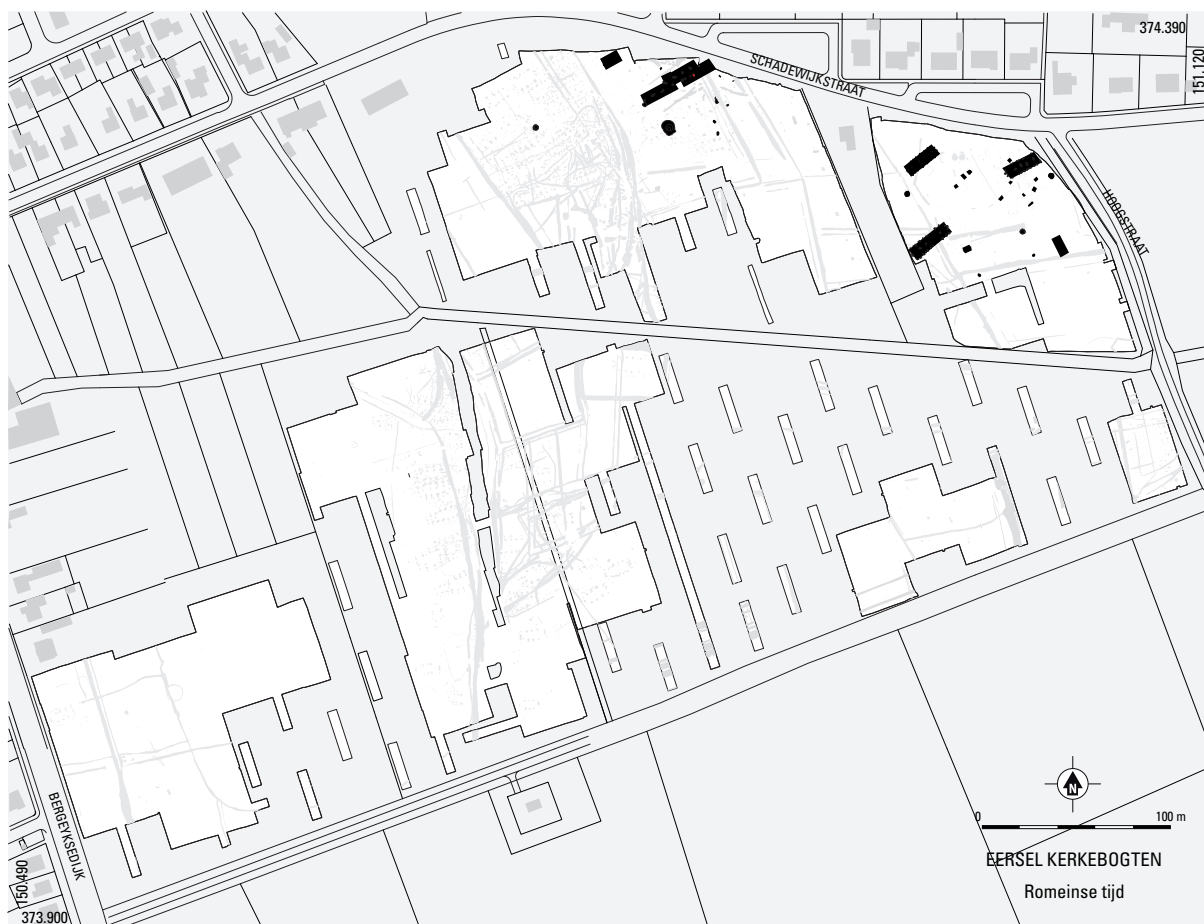 374.390
151.120
SCHADEWIJKSTRAAT
HOOGSTRAAT
BERGEYKSEDIJK
N
0 100 m
EERSEL KERKEBOGTEN
Romeinse tijd
150.490
373.900